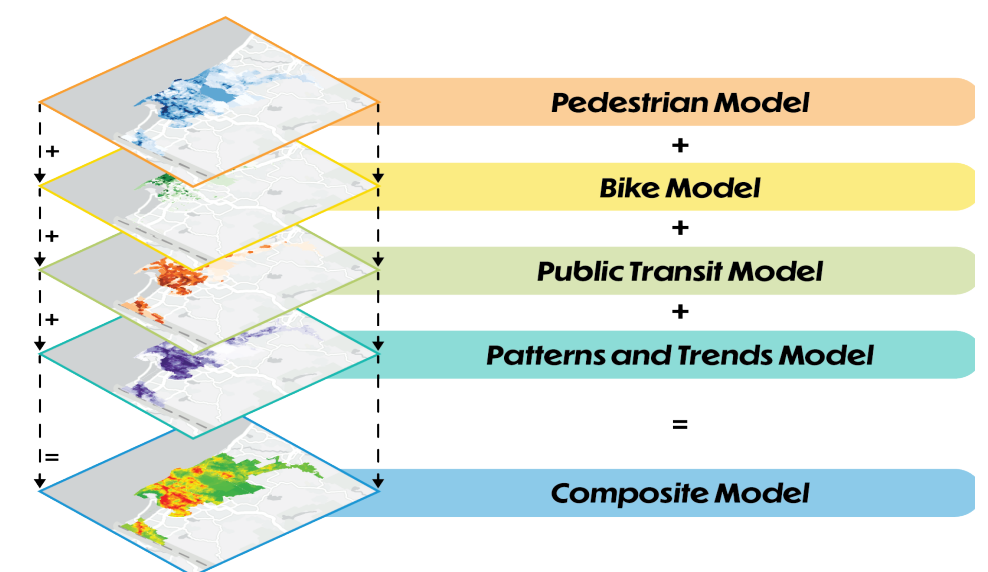 Pedestrian Model
+
+
Bike Model
+
+
Public Transit Model
+
+
Patterns and Trends Model
=
=
Composite Model